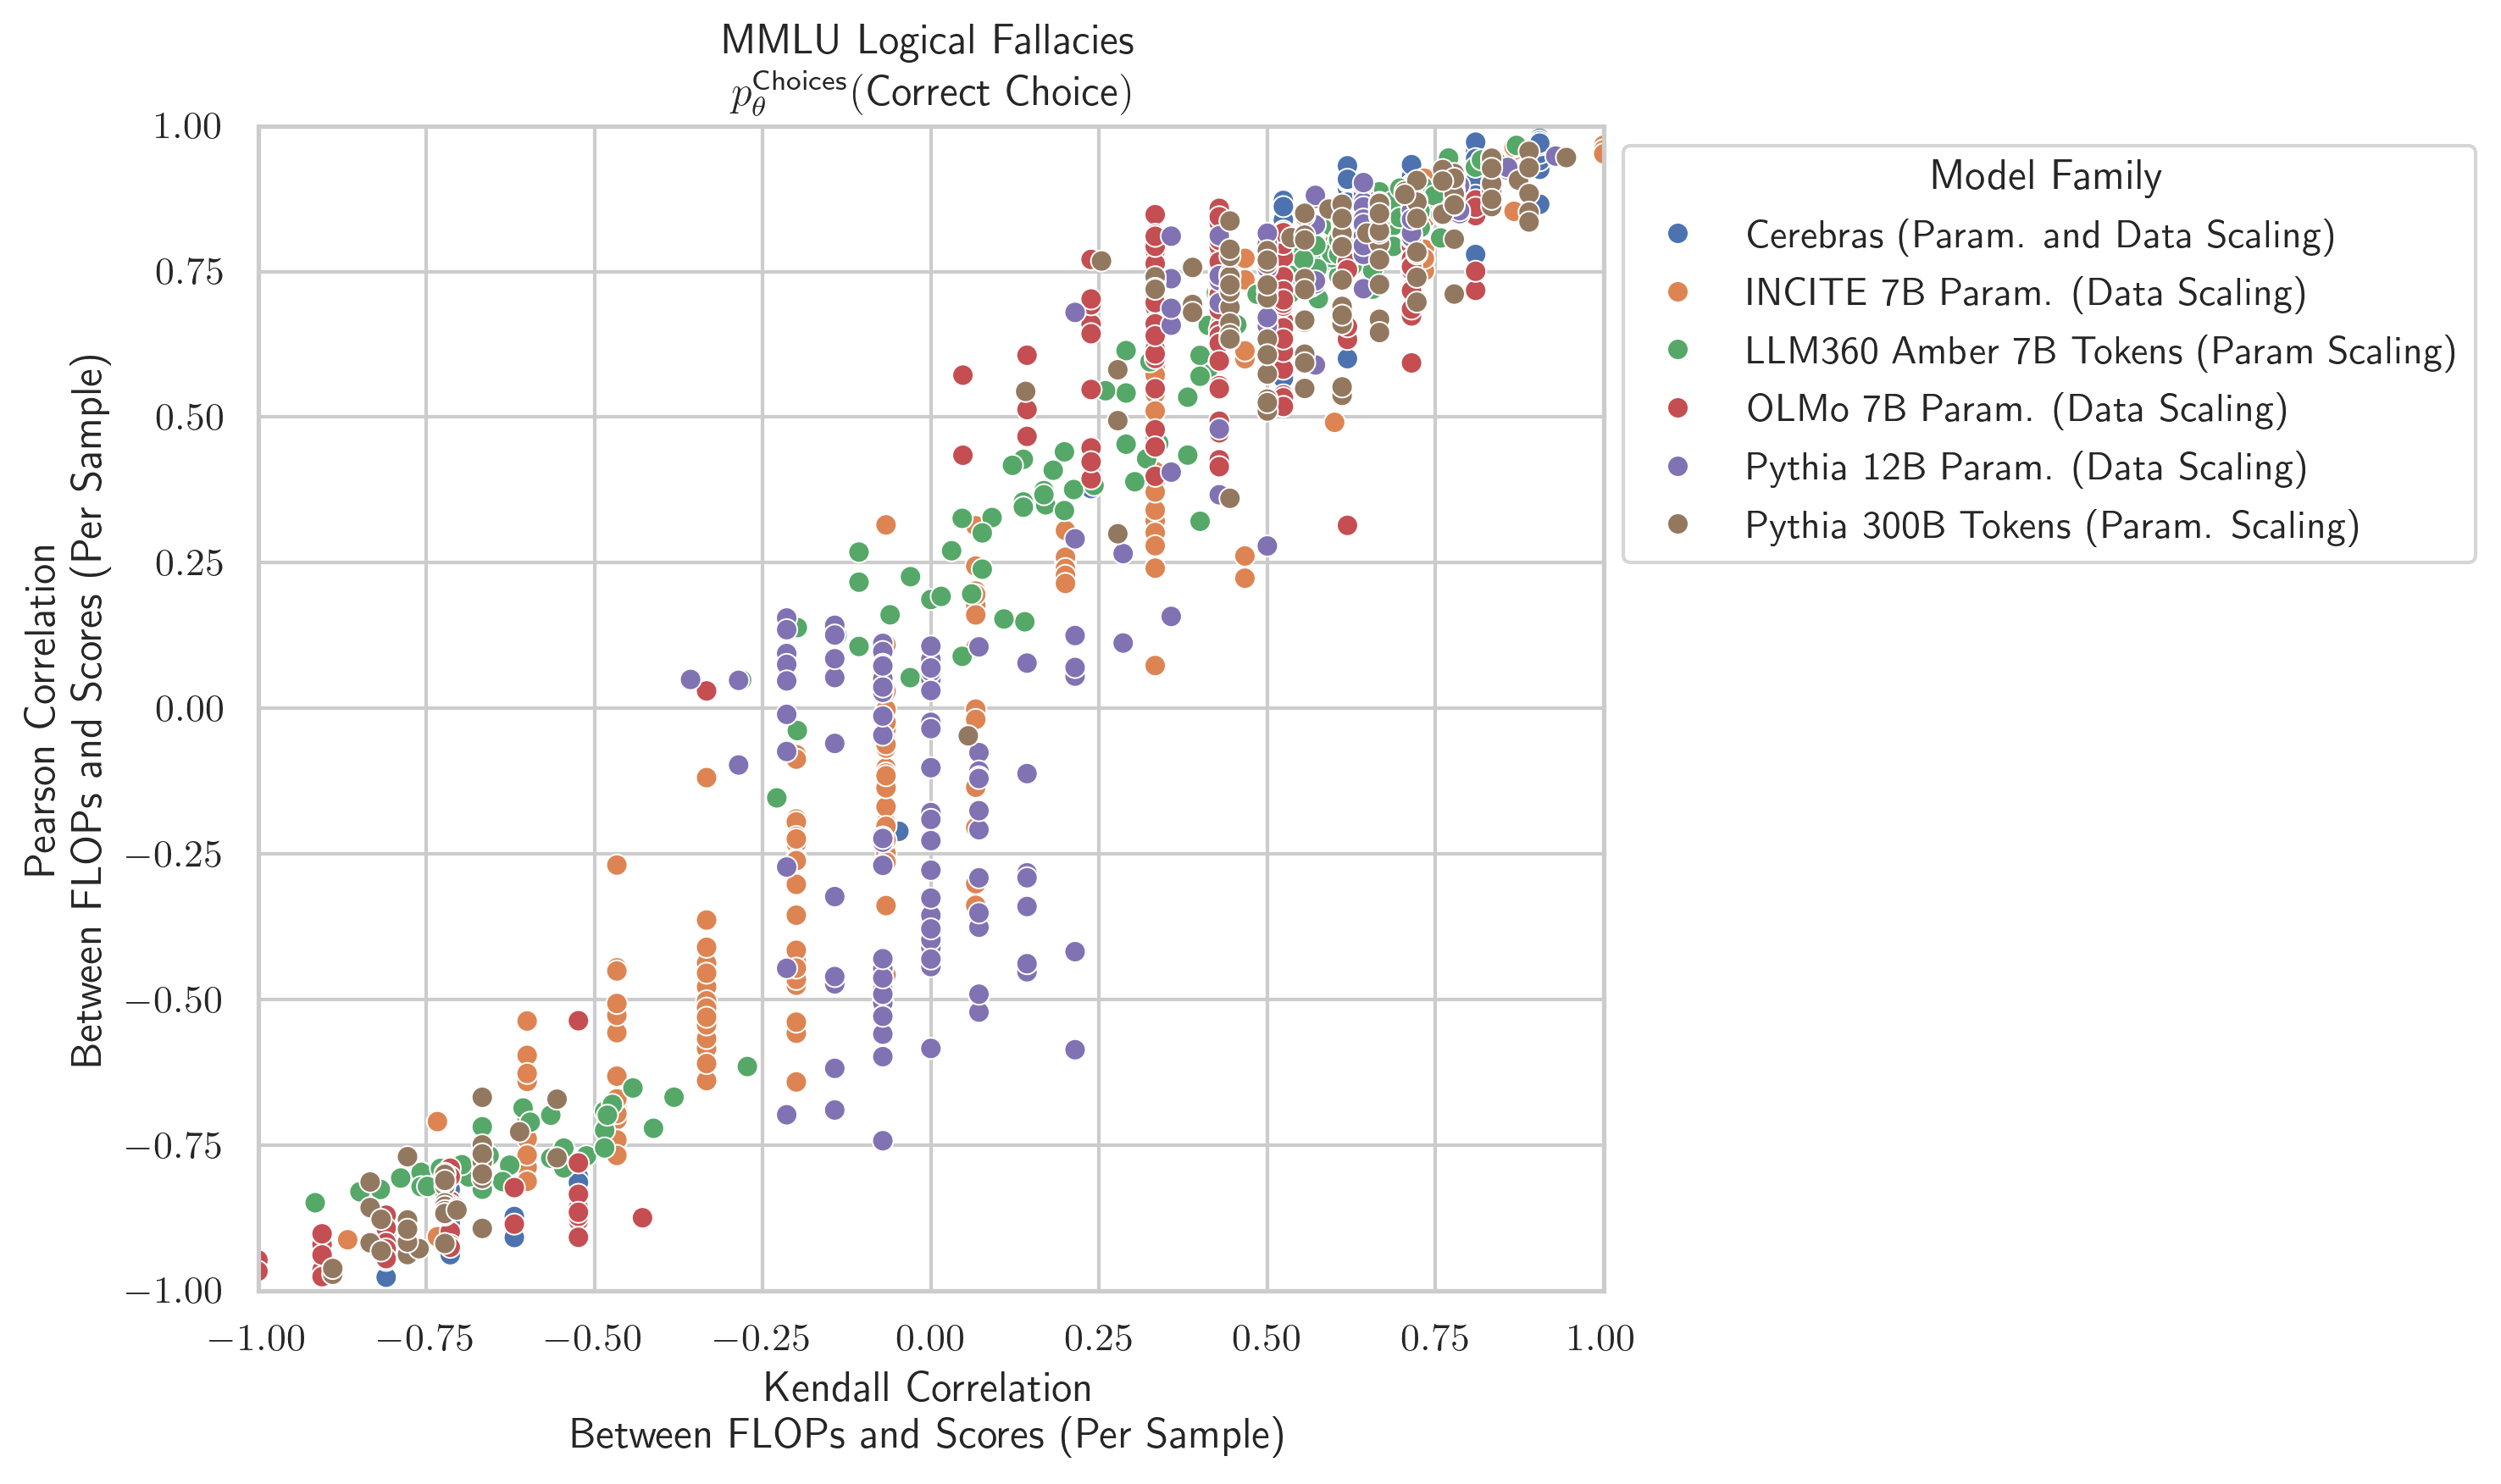 MMLU Logical Fallacies
p_θ^Choices(Correct Choice)
1.00
0.75
0.50
0.25
0.00
−0.25
−0.50
−0.75
−1.00
Pearson Correlation
Between FLOPs and Scores (Per Sample)
−1.00
−0.75
−0.50
−0.25
0.00
0.25
0.50
0.75
1.00
Kendall Correlation
Between FLOPs and Scores (Per Sample)
Model Family
Cerebras (Param. and Data Scaling)
INCITE 7B Param. (Data Scaling)
LLM360 Amber 7B Tokens (Param Scaling)
OLMo 7B Param. (Data Scaling)
Pythia 12B Param. (Data Scaling)
Pythia 300B Tokens (Param. Scaling)